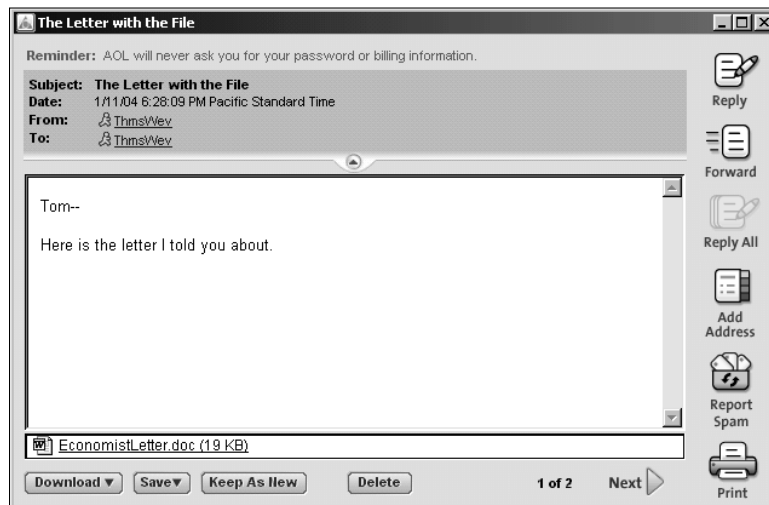 The Letter with the File
Reminder: AOL will never ask you for your password or billing information.
Subject: The Letter with the File
Date: 1/11/04 6:28:09 PM Pacific Standard Time
From: ThmsWev
To: ThmsWev
Tom--
Here is the letter I told you about.
EconomistLetter.doc (19 KB)
Download Save Keep As New Delete 1 of 2 Next
Reply
Forward
Reply All
Add
Address
Report
Spam
Print